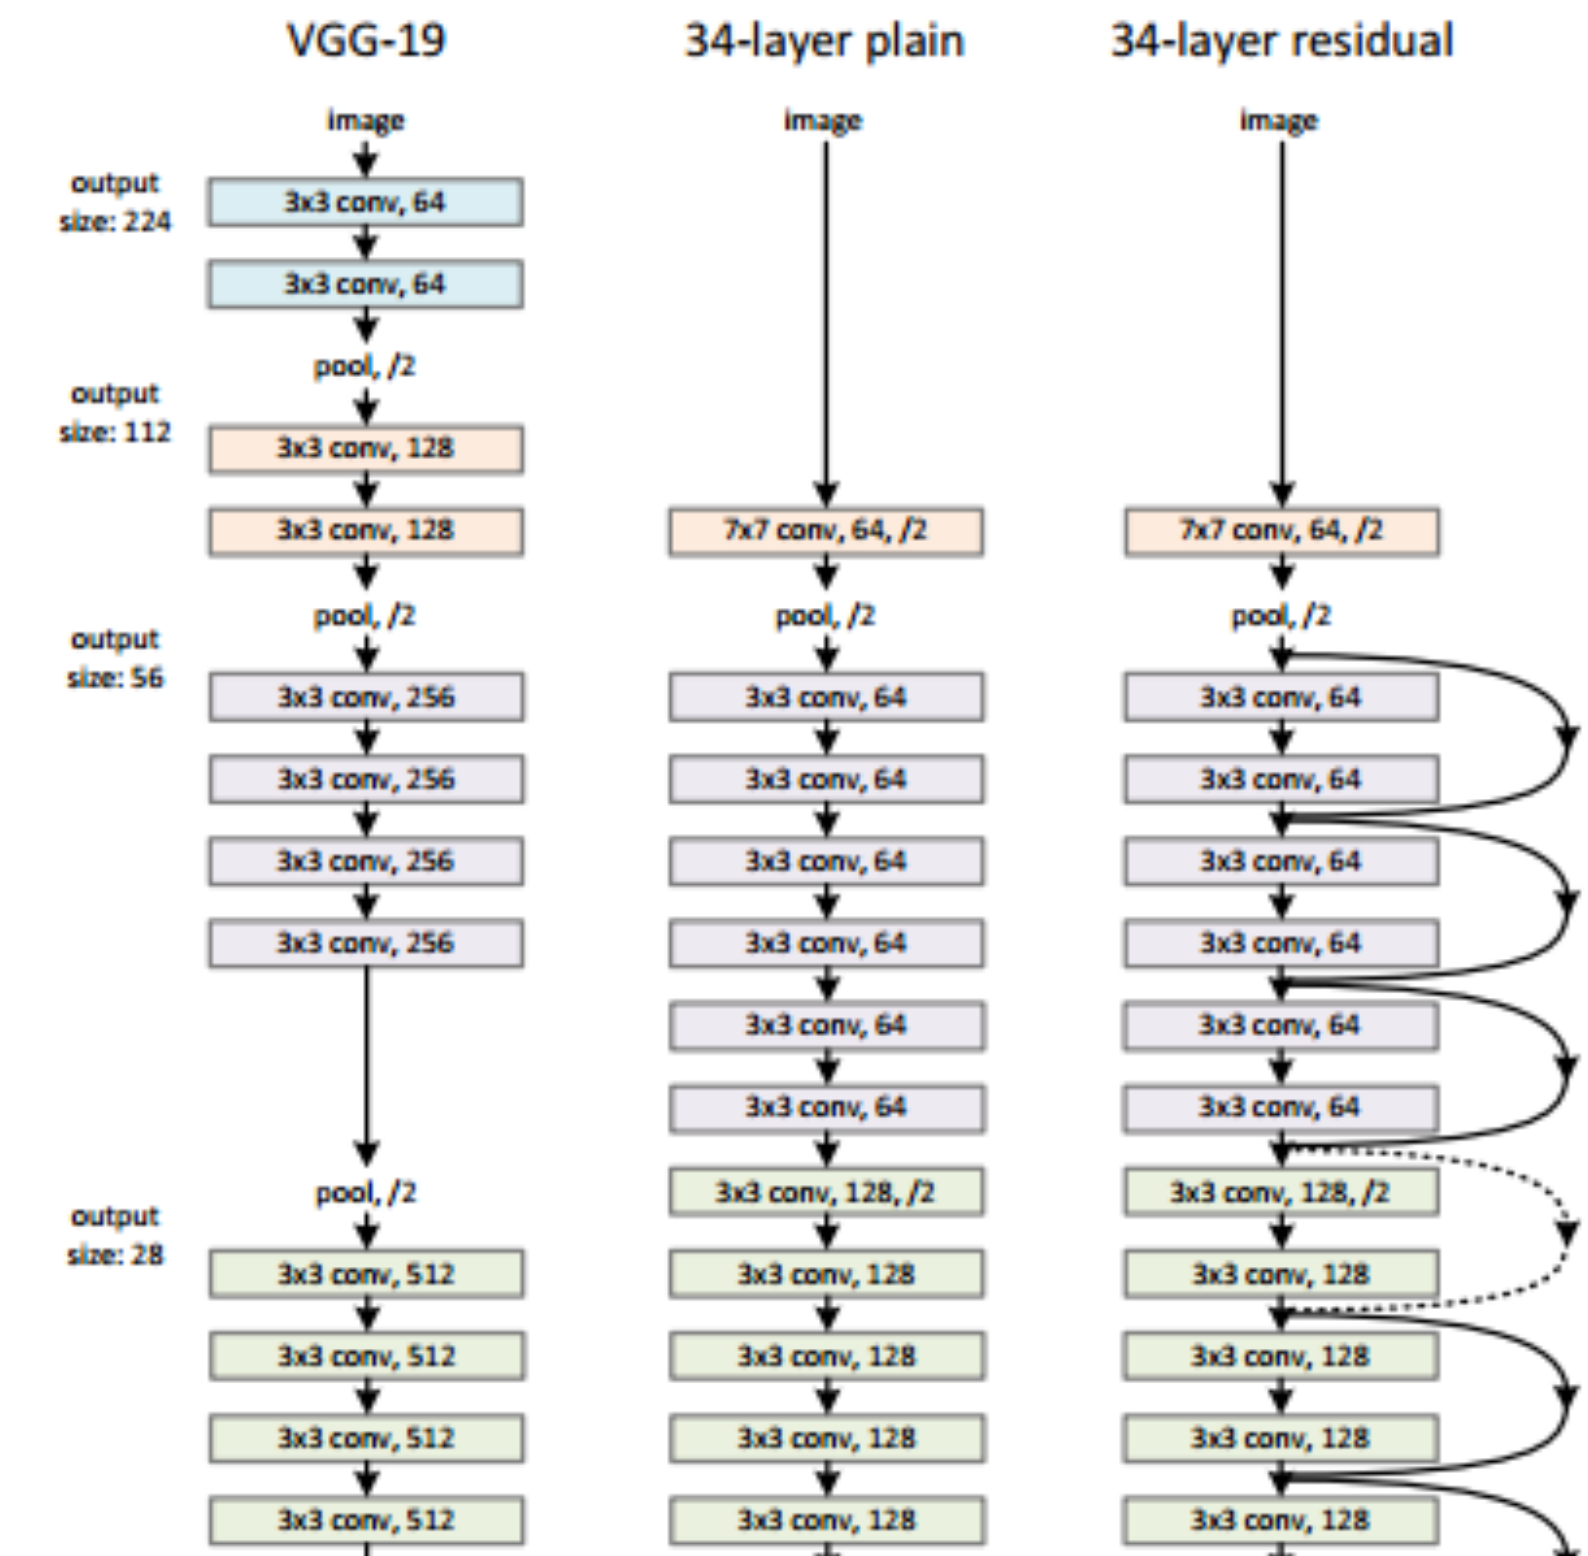 VGG-19
34-layer plain
34-layer residual
image
image
image
output
size: 224
3x3 conv, 64
3x3 conv, 64
pool, /2
output
size: 112
3x3 conv, 128
3x3 conv, 128
7x7 conv, 64, /2
7x7 conv, 64, /2
pool, /2
pool, /2
pool, /2
output
size: 56
3x3 conv, 256
3x3 conv, 64
3x3 conv, 64
3x3 conv, 256
3x3 conv, 64
3x3 conv, 64
3x3 conv, 256
3x3 conv, 64
3x3 conv, 64
3x3 conv, 256
3x3 conv, 64
3x3 conv, 64
3x3 conv, 64
3x3 conv, 64
3x3 conv, 64
3x3 conv, 64
pool, /2
3x3 conv, 128, /2
3x3 conv, 128, /2
output
size: 28
3x3 conv, 512
3x3 conv, 128
3x3 conv, 128
3x3 conv, 512
3x3 conv, 128
3x3 conv, 128
3x3 conv, 512
3x3 conv, 128
3x3 conv, 128
3x3 conv, 512
3x3 conv, 128
3x3 conv, 128